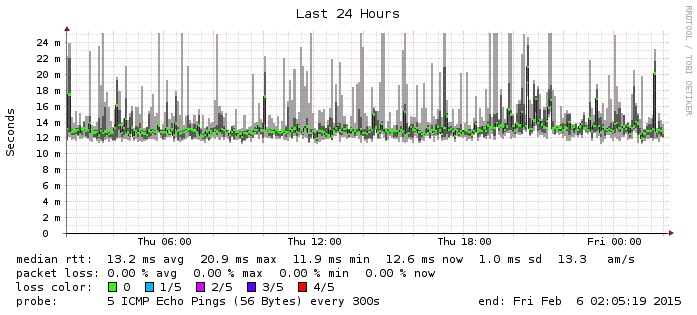 Last 24 Hours
RRDTOOL / TOBI OETIKER
Seconds
24 m
22 m
20 m
18 m
16 m
14 m
12 m
10 m
8 m
6 m
4 m
2 m
0
Thu 06:00 Thu 12:00 Thu 18:00 Fri 00:00
median rtt: 13.2 ms avg 20.9 ms max 11.9 ms min 12.6 ms now 1.0 ms sd 13.3 am/s
packet loss: 0.00 % avg 0.00 % max 0.00 % min 0.00 % now
loss color: 0 1/5 2/5 3/5 4/5
probe: 5 ICMP Echo Pings (56 Bytes) every 300s end: Fri Feb 6 02:05:19 2015